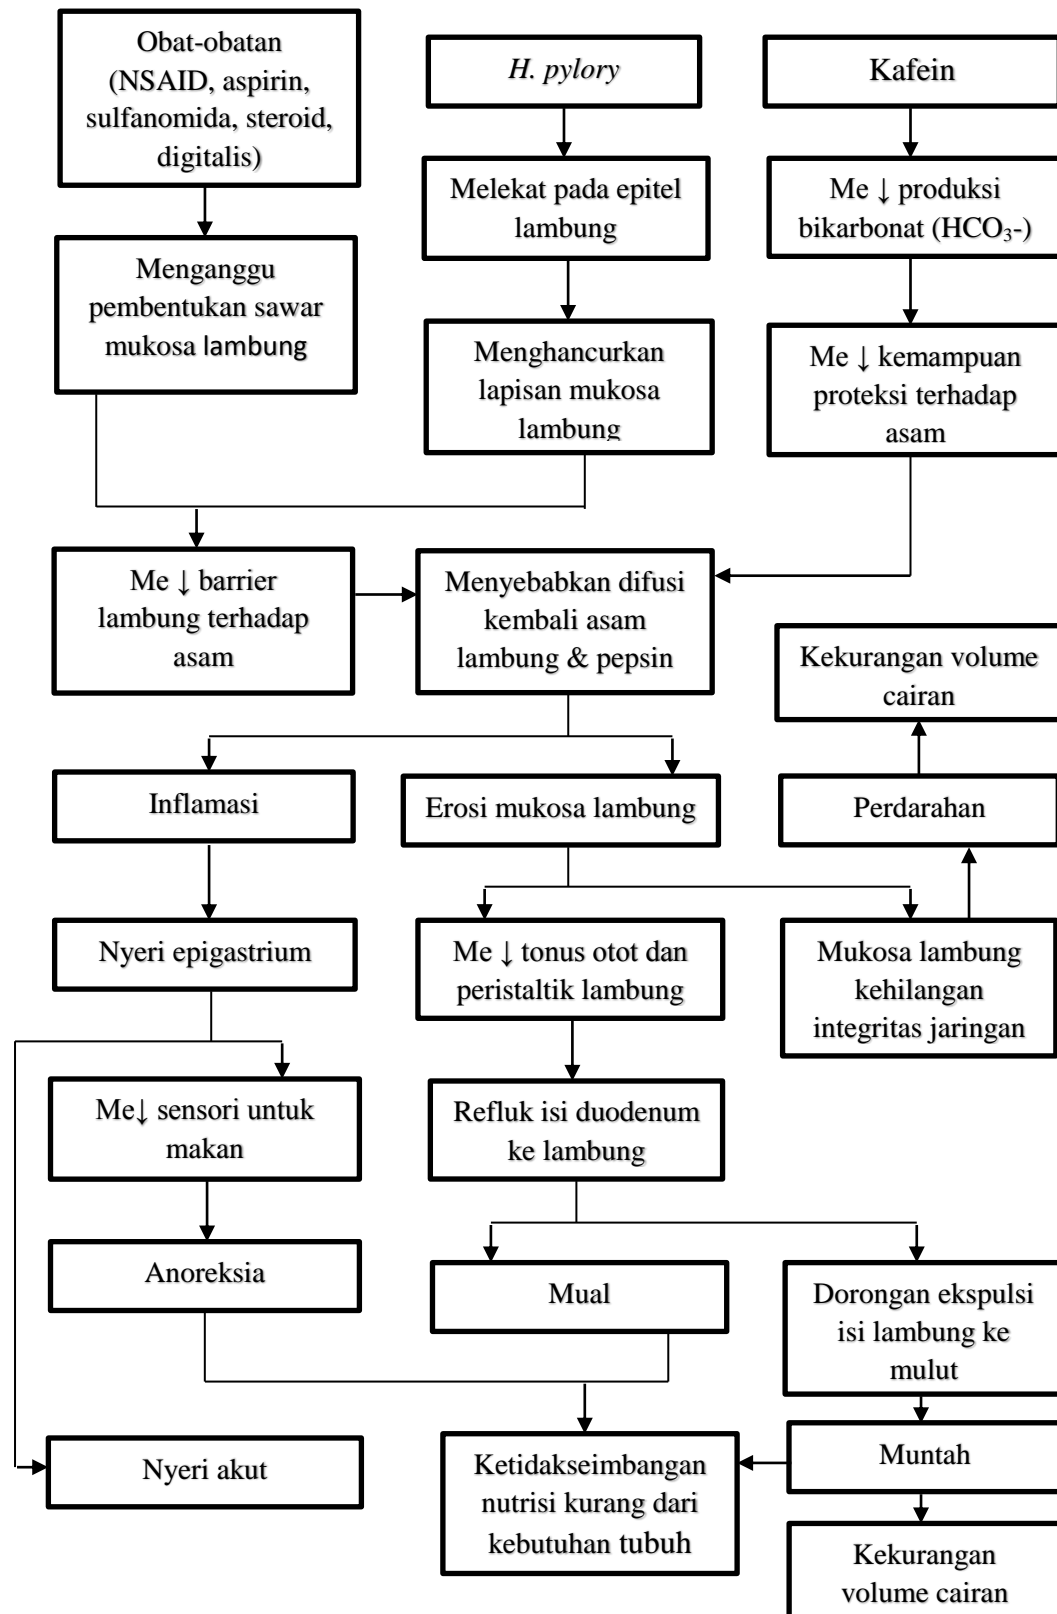 Obat-obatan
(NSAID, aspirin,
sulfanomida, steroid,
digitalis)
H. pylory
Kafein
Melekat pada epitel
lambung
Me ↓ produksi
bikarbonat (HCO₃-)
Menganggu
pembentukan sawar
mukosa lambung
Menghancurkan
lapisan mukosa
lambung
Me ↓ kemampuan
proteksi terhadap
asam
Me ↓ barrier
lambung terhadap
asam
Menyebabkan difusi
kembali asam
lambung & pepsin
Kekurangan volume
cairan
Inflamasi
Erosi mukosa lambung
Perdarahan
Nyeri epigastrium
Me ↓ tonus otot dan
peristaltik lambung
Mukosa lambung
kehilangan
integritas jaringan
Me↓ sensori untuk
makan
Refluk isi duodenum
ke lambung
Anoreksia
Mual
Dorongan ekspulsi
isi lambung ke
mulut
Nyeri akut
Ketidakseimbangan
nutrisi kurang dari
kebutuhan tubuh
Muntah
Kekurangan
volume cairan